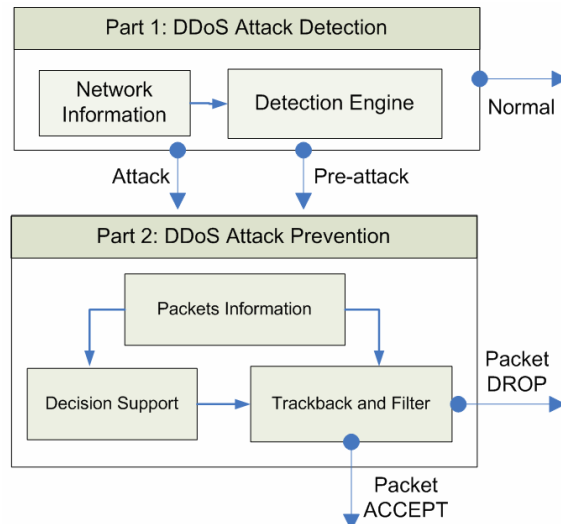 Part 1: DDoS Attack Detection
Network
Information
Detection Engine
Normal
Attack
Pre-attack
Part 2: DDoS Attack Prevention
Packets Information
Decision Support
Trackback and Filter
Packet
DROP
Packet
ACCEPT